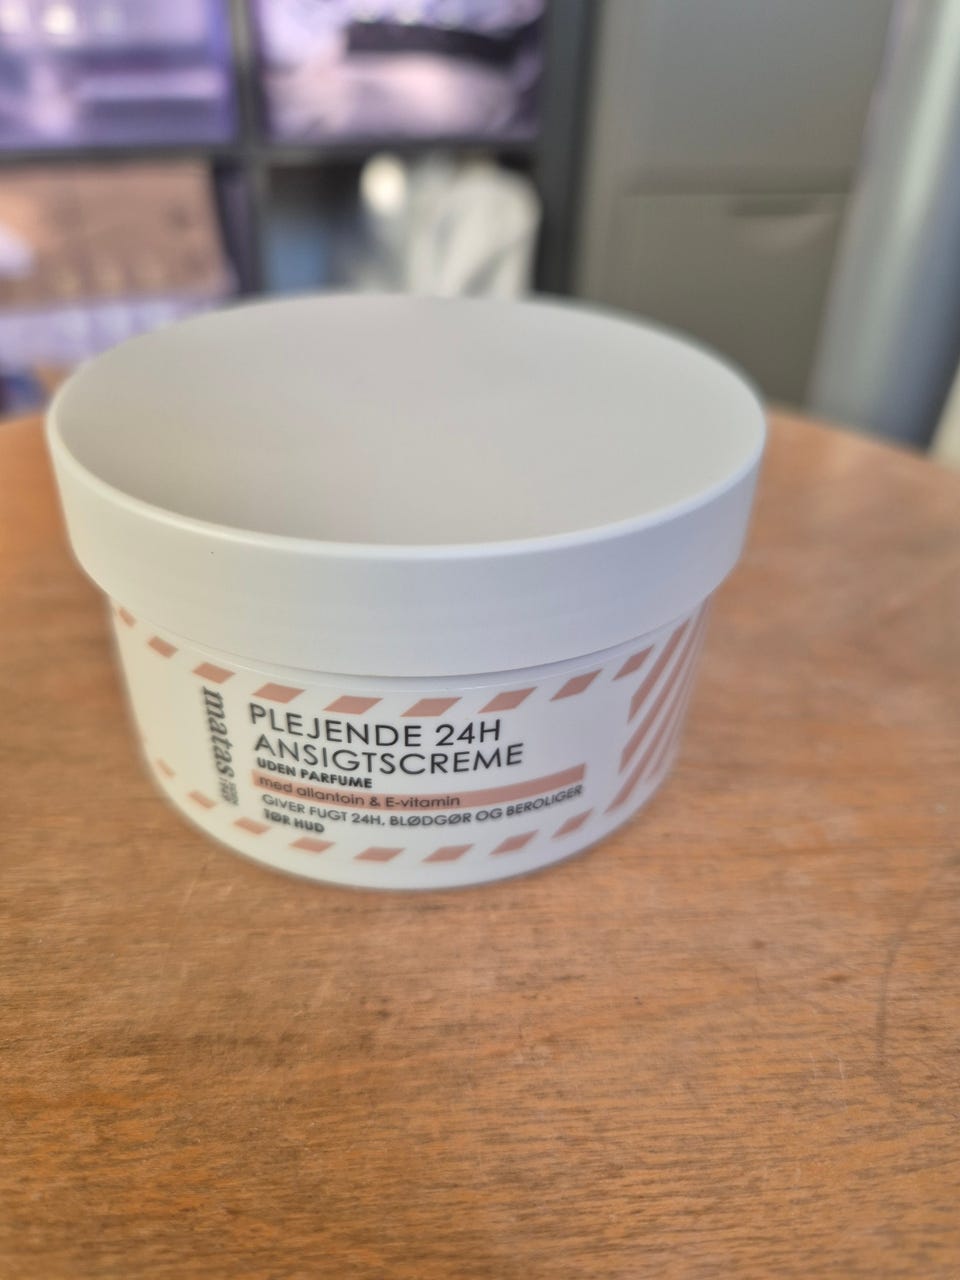 matas
PLEJENDE 24H
ANSIGTSCREME
UDEN PARFUME
med allantoin & E-vitamin
GIVER FUGT 24H, BLØDGØR OG BEROLIGER
TØR HUD